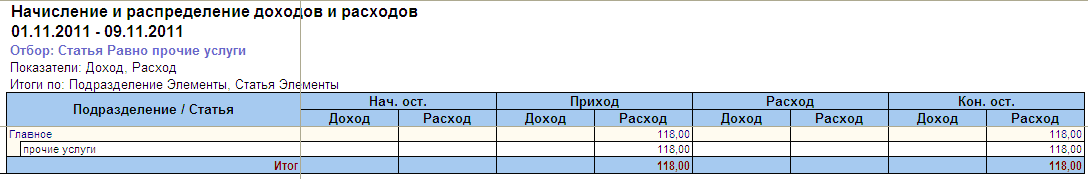 Начисление и распределение доходов и расходов
01.11.2011 - 09.11.2011
Отбор: Статья Равно прочие услуги
Показатели: Доход, Расход
Итоги по: Подразделение Элементы, Статья Элементы
Подразделение / Статья Нач. ост. Приход Расход Кон. ост.
Доход Расход Доход Расход Доход Расход Доход Расход
Главное 118,00 118,00
прочие услуги 118,00 118,00
Итог 118,00 118,00